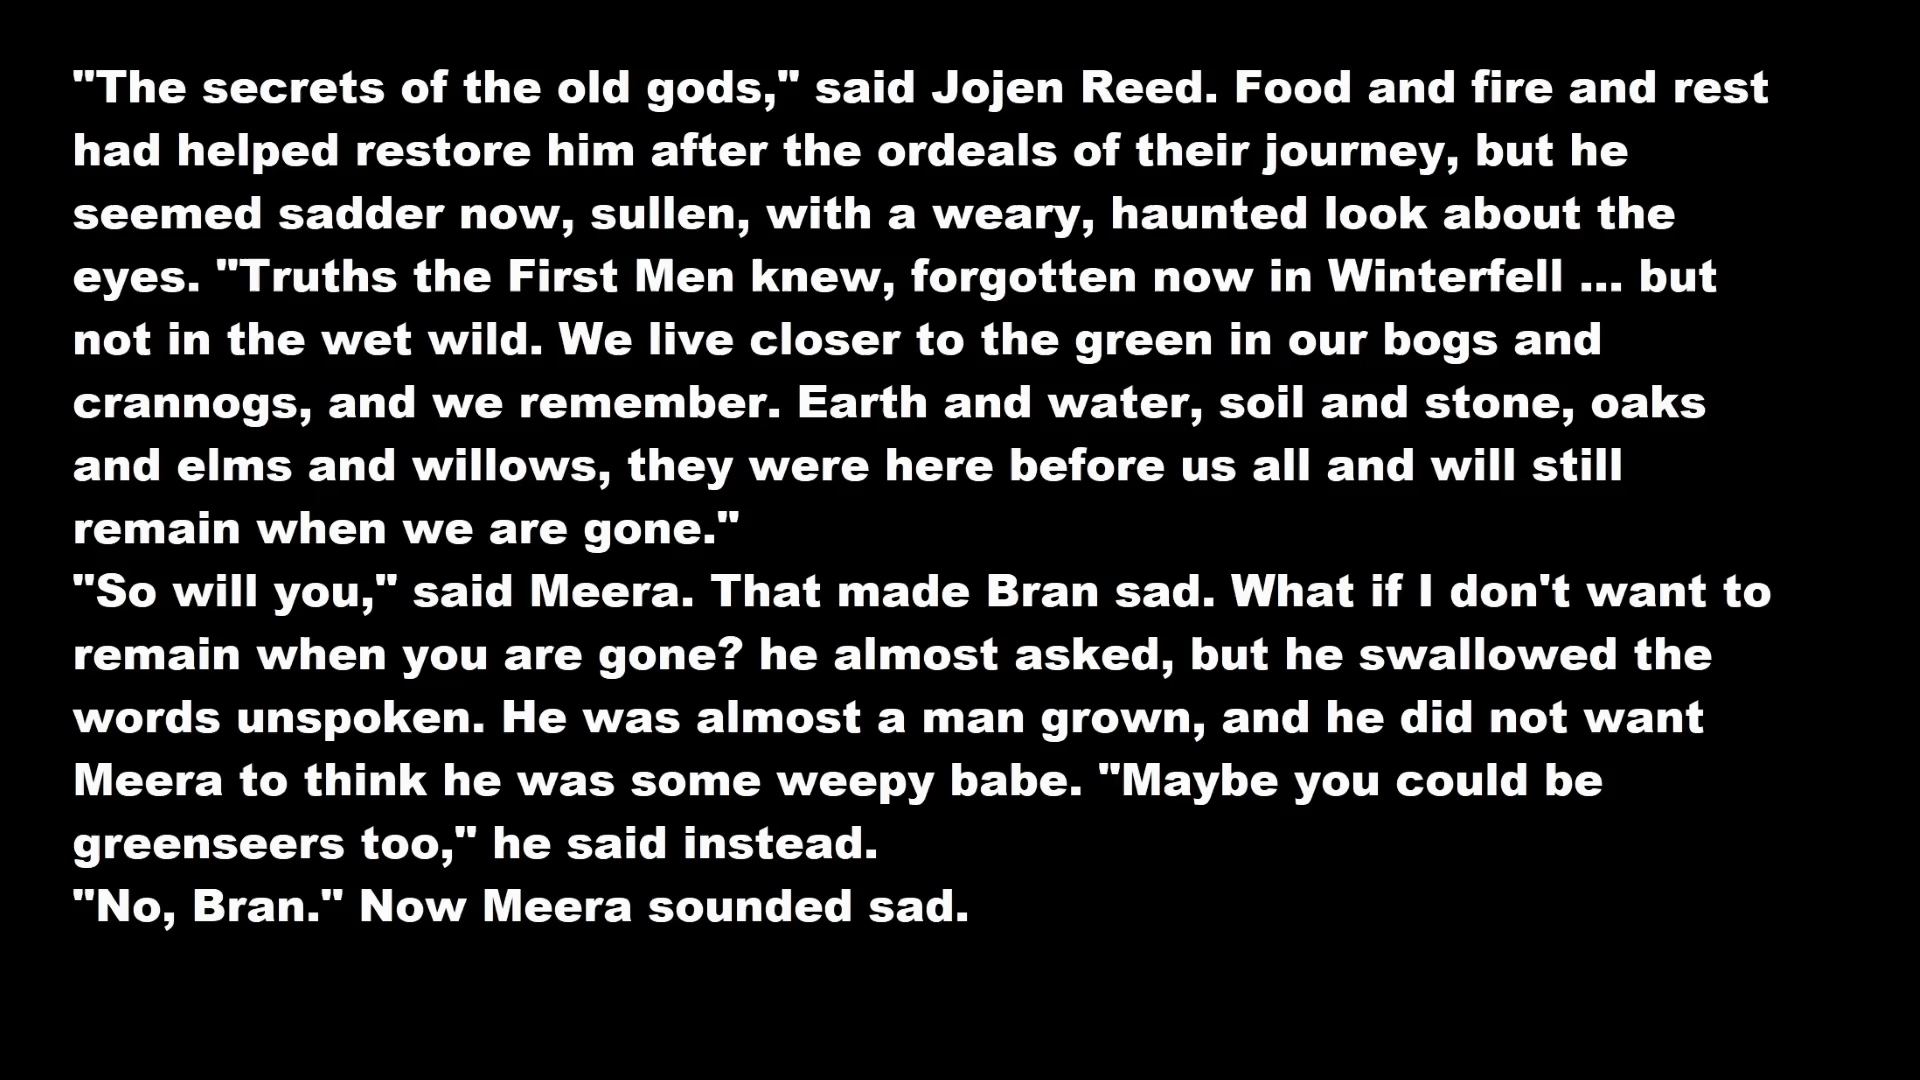 "The secrets of the old gods," said Jojen Reed. Food and fire and rest
had helped restore him after the ordeals of their journey, but he
seemed sadder now, sullen, with a weary, haunted look about the
eyes. "Truths the First Men knew, forgotten now in Winterfell ... but
not in the wet wild. We live closer to the green in our bogs and
crannogs, and we remember. Earth and water, soil and stone, oaks
and elms and willows, they were here before us all and will still
remain when we are gone."
"So will you," said Meera. That made Bran sad. What if I don't want to
remain when you are gone? he almost asked, but he swallowed the
words unspoken. He was almost a man grown, and he did not want
Meera to think he was some weepy babe. "Maybe you could be
greenseers too," he said instead.
"No, Bran." Now Meera sounded sad.